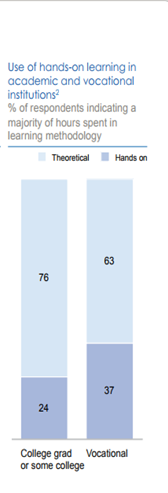 Use of hands-on learning in
academic and vocational
institutions2
% of respondents indicating a
majority of hours spent in
learning methodology
Theoretical Hands on
76 63
24 37
College grad Vocational
or some college